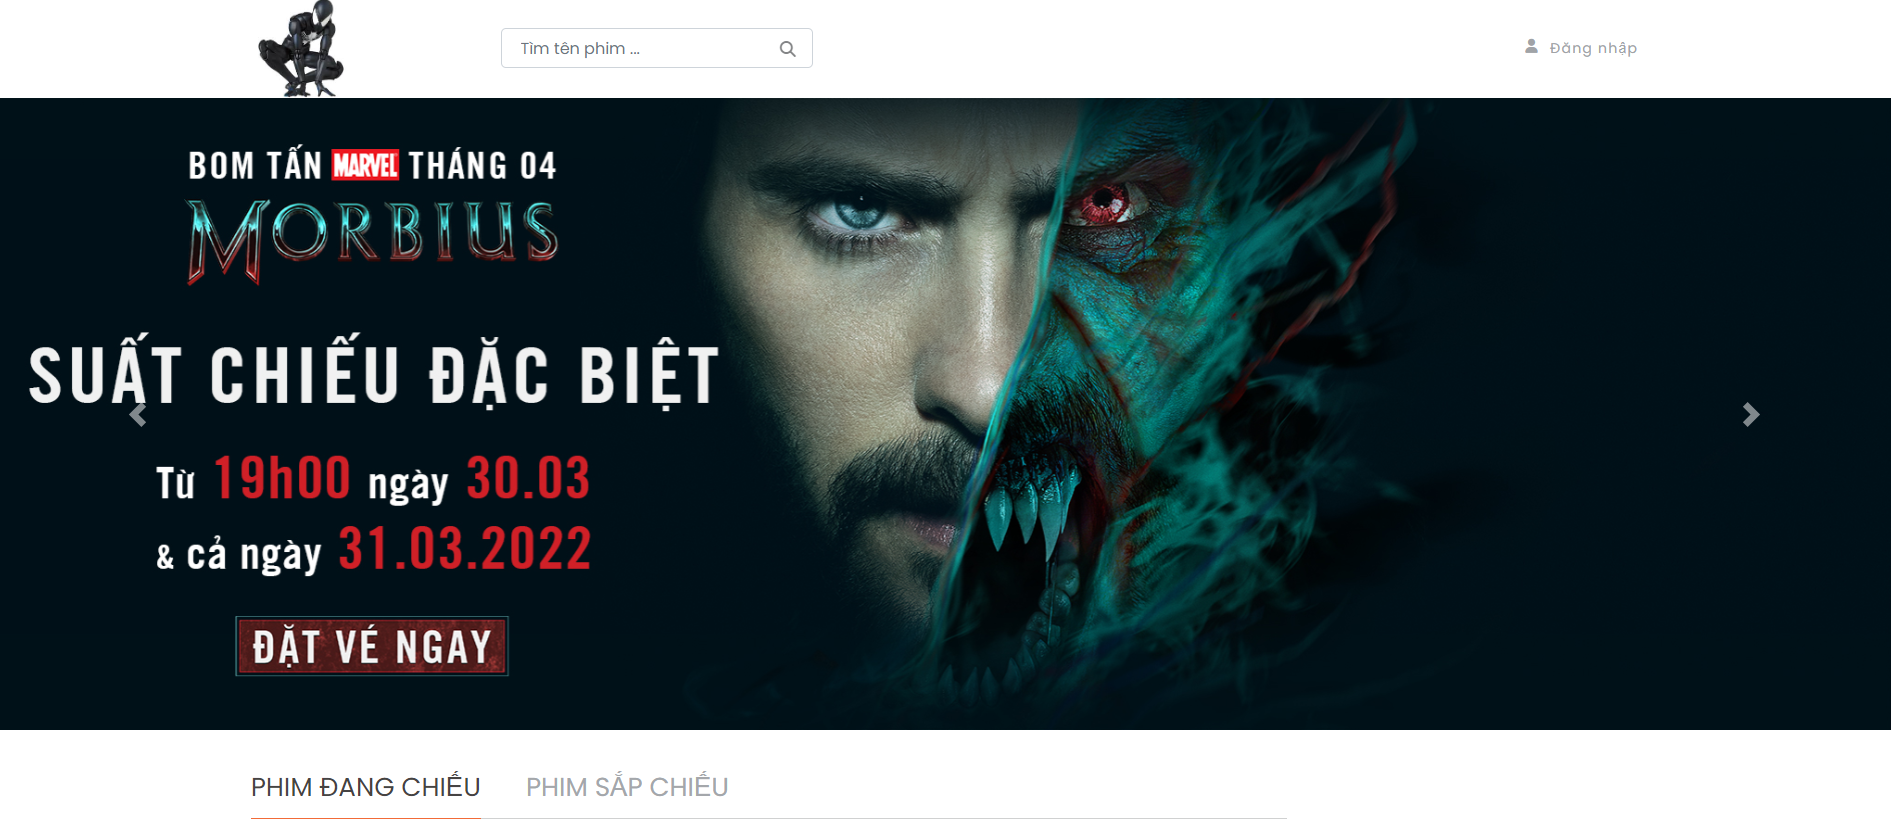 Tìm tên phim ...
Đăng nhập
BOM TẤN MARVEL THÁNG 04
MORBIUS
SUẤT CHIẾU ĐẶC BIỆT
Từ 19h00 ngày 30.03
& cả ngày 31.03.2022
ĐẶT VÉ NGAY
PHIM ĐANG CHIẾU
PHIM SẮP CHIẾU